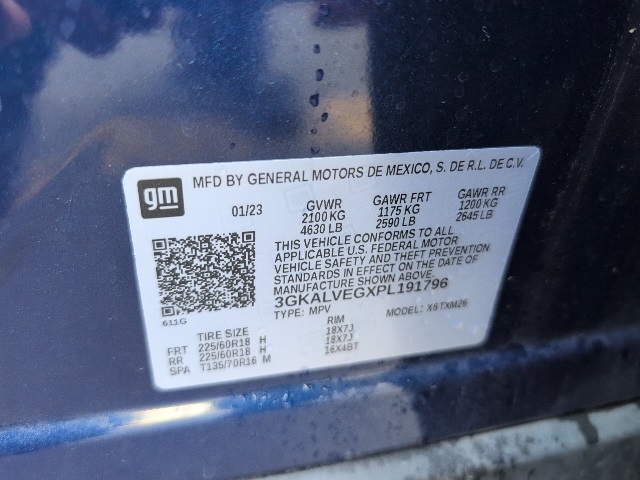 gm
MFD BY GENERAL MOTORS DE MEXICO, S. DE R.L. DE C.V.
01/23 GVWR GAWR FRT GAWR RR
2100 KG 1175 KG 1200 KG
4630 LB 2590 LB 2645 LB
THIS VEHICLE CONFORMS TO ALL
APPLICABLE U.S. FEDERAL MOTOR
VEHICLE SAFETY AND THEFT PREVENTION
STANDARDS IN EFFECT ON THE DATE OF
MANUFACTURE SHOWN ABOVE.
3GKALVEGXPL191796
611G
TYPE: MPV MODEL: X6TXM26
TIRE SIZE RIM
FRT 225/60R18 H 18X7J
RR 225/60R18 H 18X7J
SPA T135/70R16 M 16X4BT